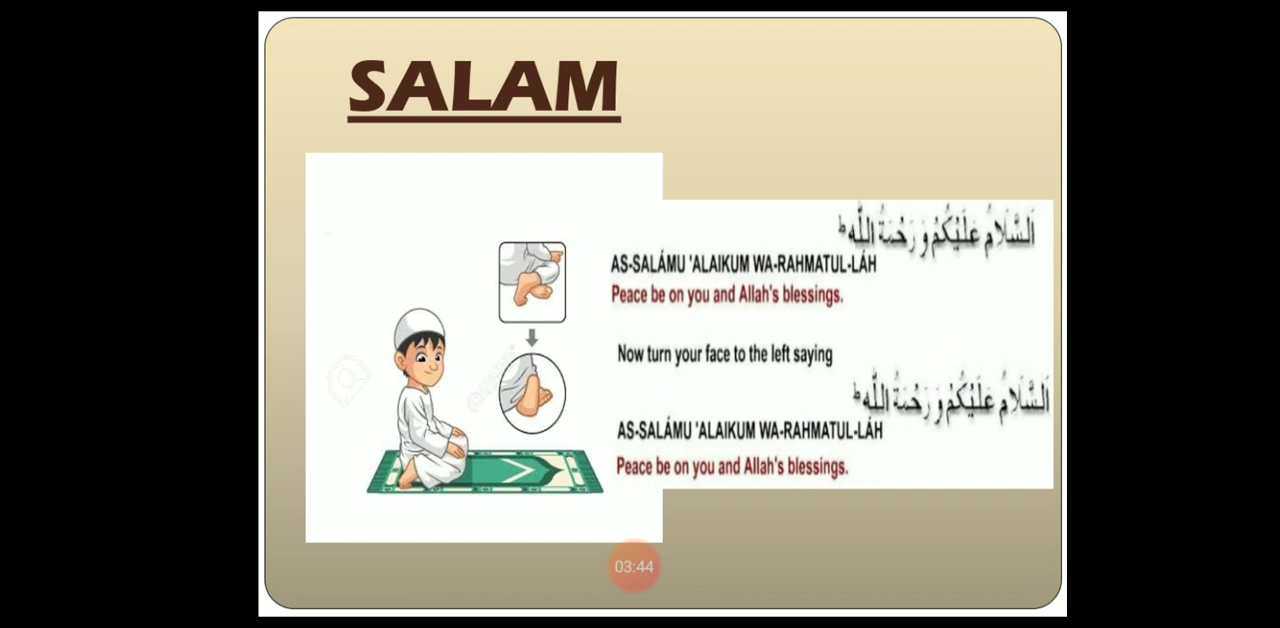 SALAM
اَلسَّلَامُ عَلَيْكُمْ وَ رَحْمَةُ اللّٰه ؕ
AS-SALÁMU 'ALAIKUM WA-RAHMATUL-LÁH
Peace be on you and Allah's blessings.
Now turn your face to the left saying
اَلسَّلَامُ عَلَيْكُمْ وَ رَحْمَةُ اللّٰه ؕ
AS-SALÁMU 'ALAIKUM WA-RAHMATUL-LÁH
Peace be on you and Allah's blessings.
03:44